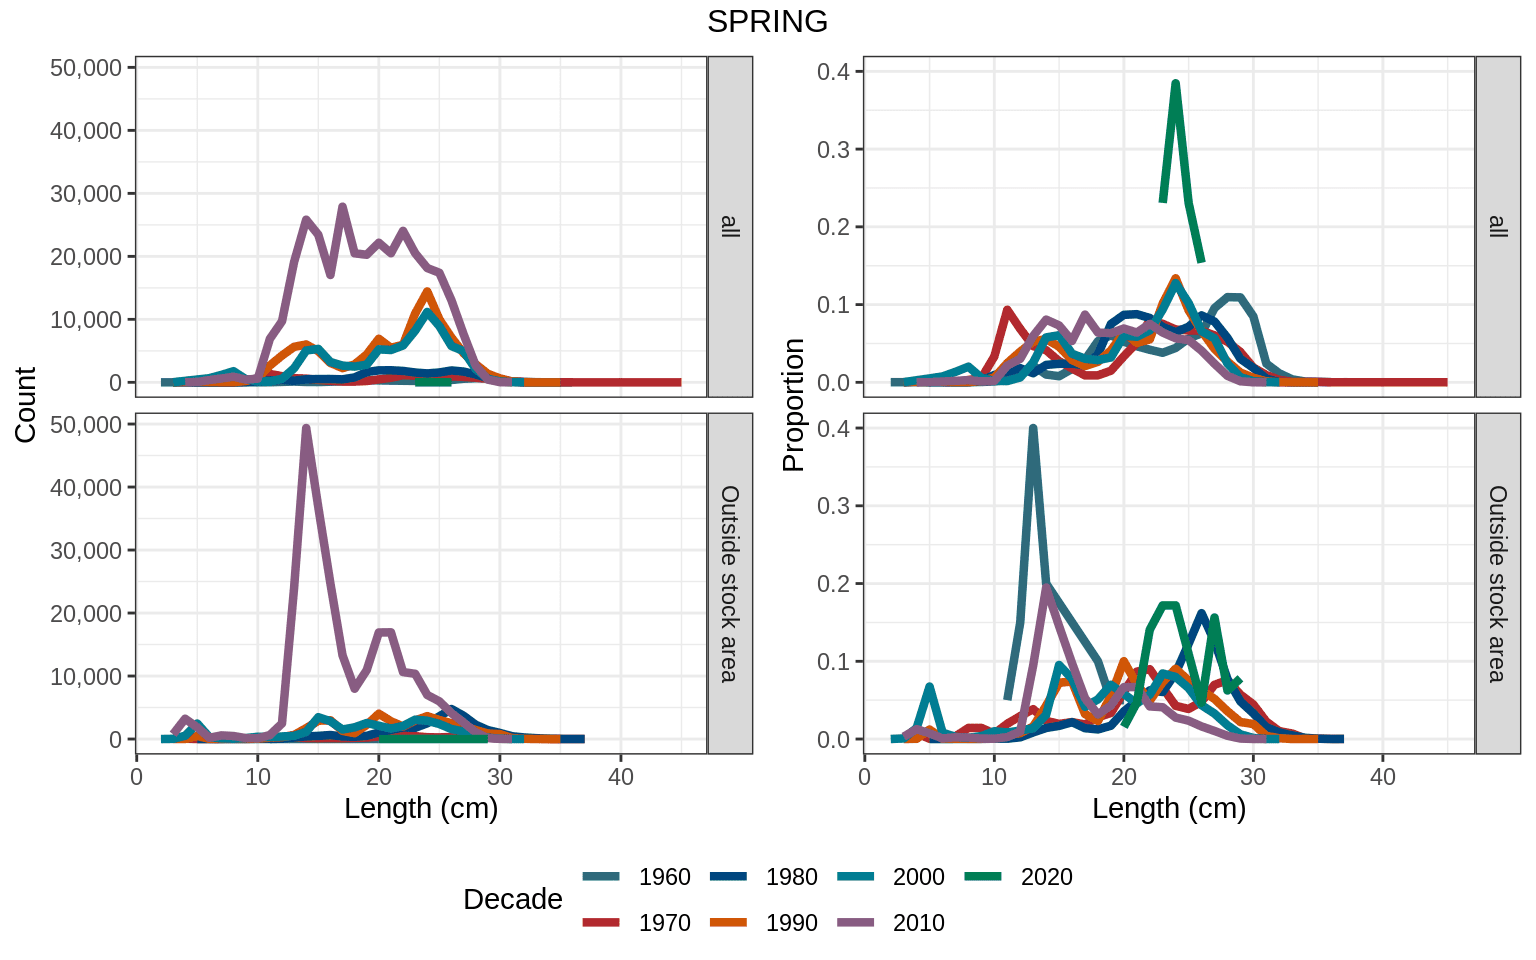 SPRING
50,000
40,000
30,000
20,000
10,000
0
all
0.4
0.3
0.2
0.1
0.0
all
Count
Proportion
50,000
40,000
30,000
20,000
10,000
0
Outside stock area
0.4
0.3
0.2
0.1
0.0
Outside stock area
0 10 20 30 40
0 10 20 30 40
Length (cm)
Length (cm)
Decade
1960 1980 2000 2020
1970 1990 2010